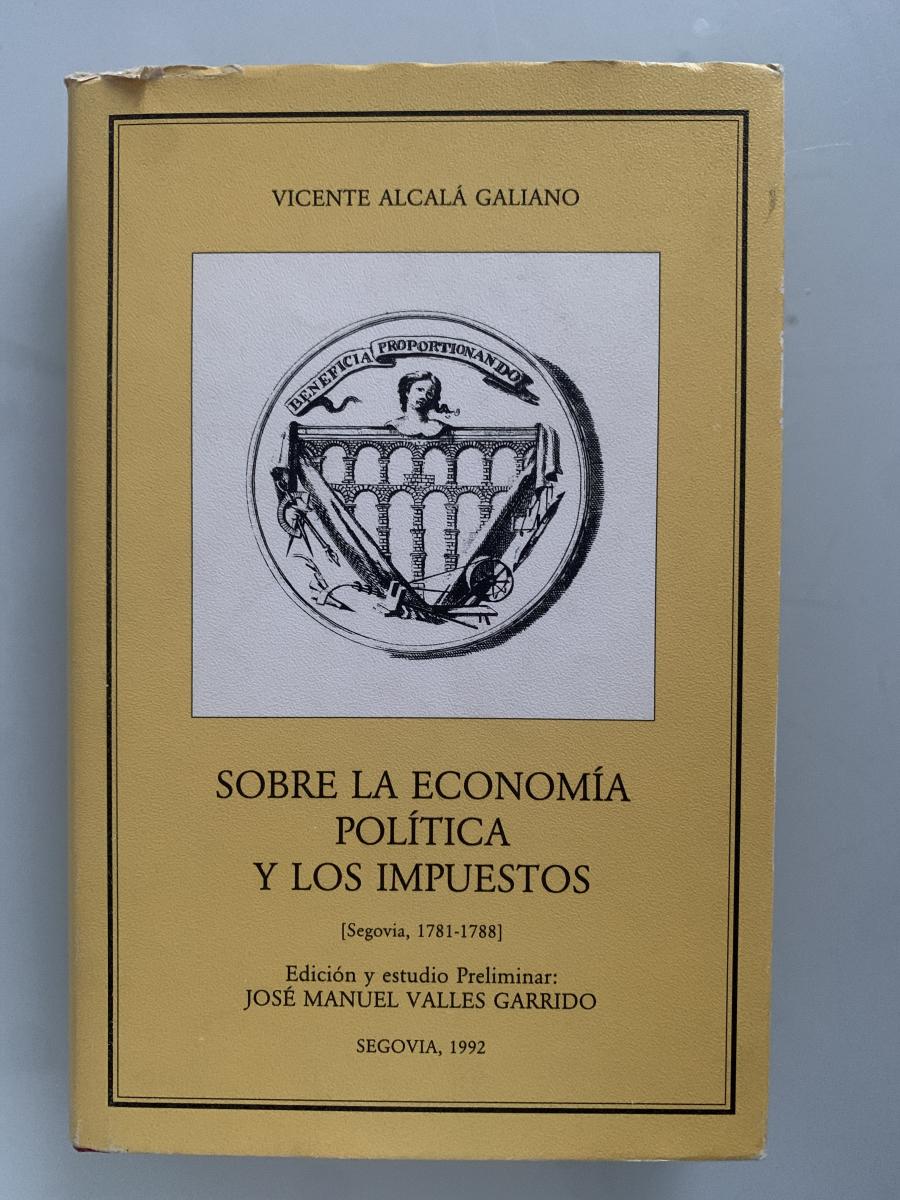 VICENTE ALCALÁ GALIANO
BENEFICIA PROPORTIONANDO
SOBRE LA ECONOMÍA
POLÍTICA
Y LOS IMPUESTOS
[Segovia, 1781-1788]
Edición y estudio Preliminar:
JOSÉ MANUEL VALLES GARRIDO
SEGOVIA, 1992